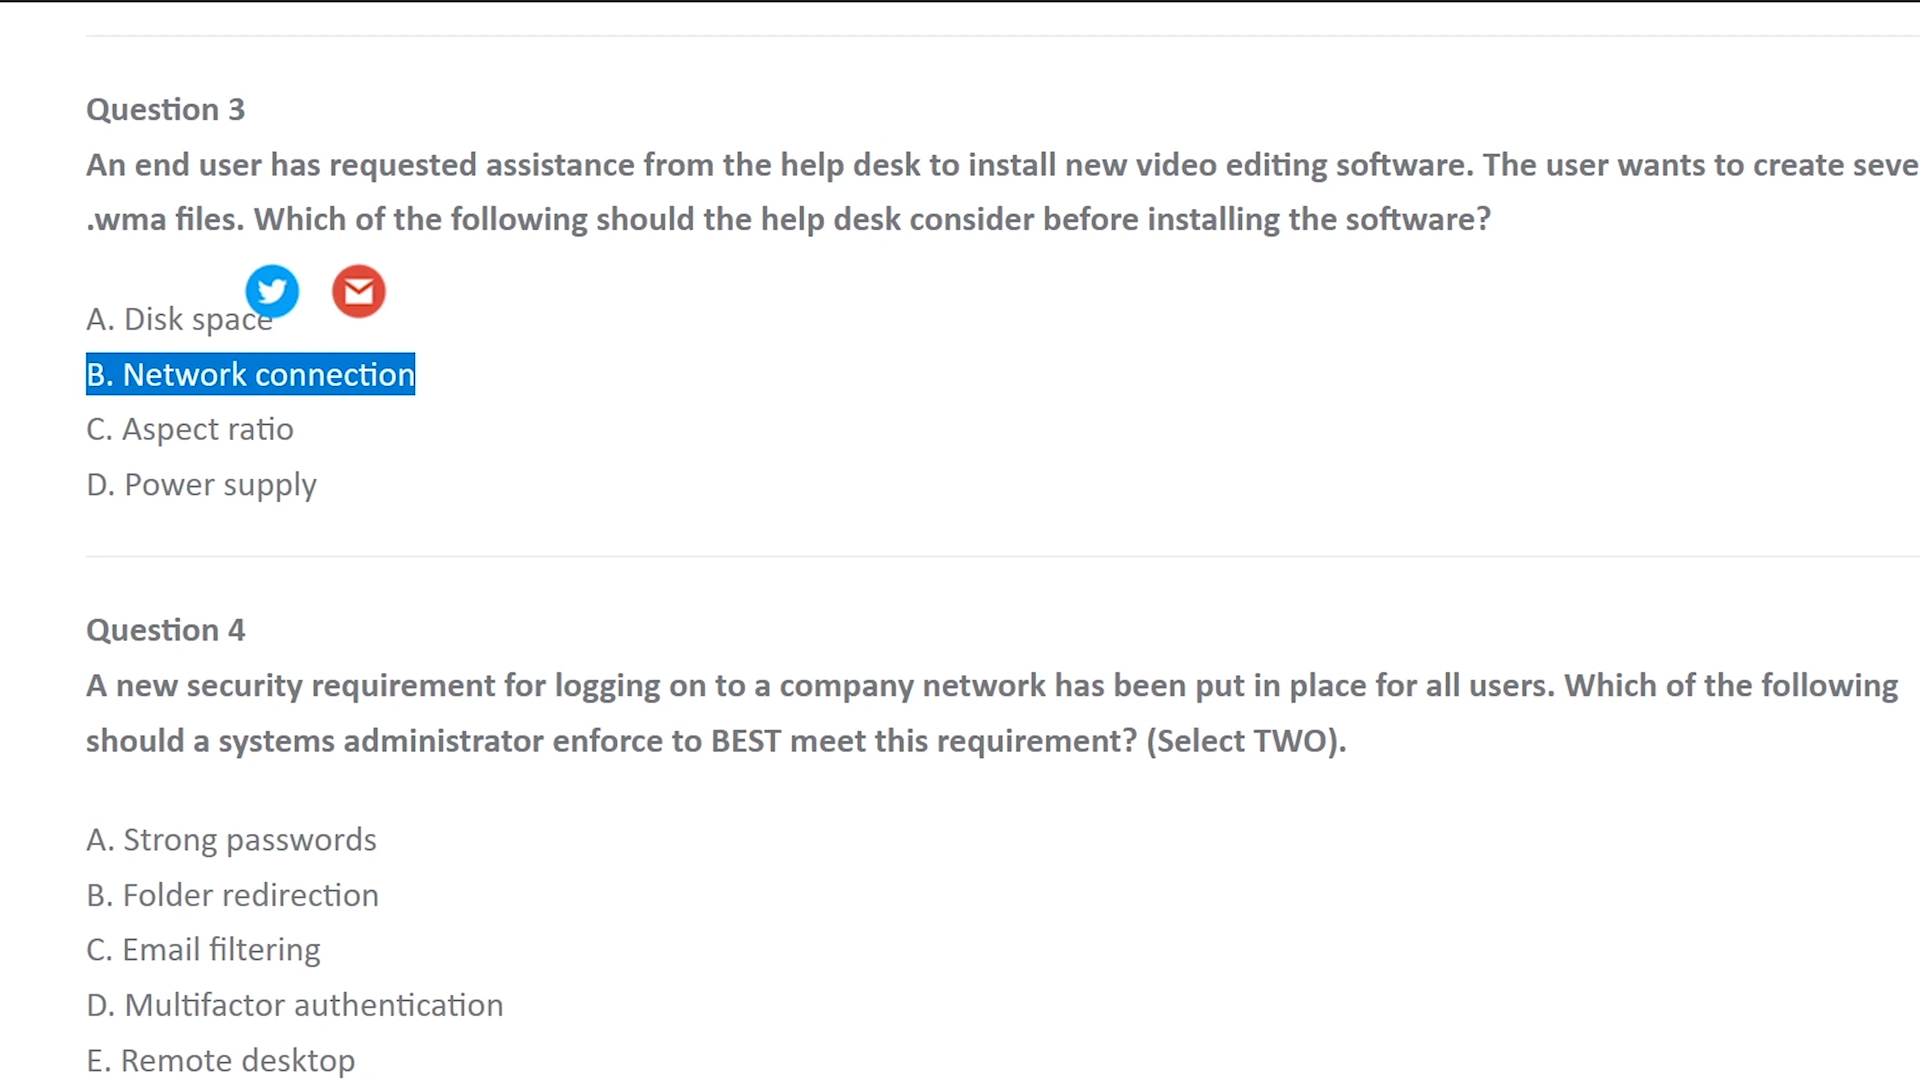 Question 3
An end user has requested assistance from the help desk to install new video editing software. The user wants to create seve
.wma files. Which of the following should the help desk consider before installing the software?
A. Disk space
B. Network connection
C. Aspect ratio
D. Power supply
Question 4
A new security requirement for logging on to a company network has been put in place for all users. Which of the following
should a systems administrator enforce to BEST meet this requirement? (Select TWO).
A. Strong passwords
B. Folder redirection
C. Email filtering
D. Multifactor authentication
E. Remote desktop